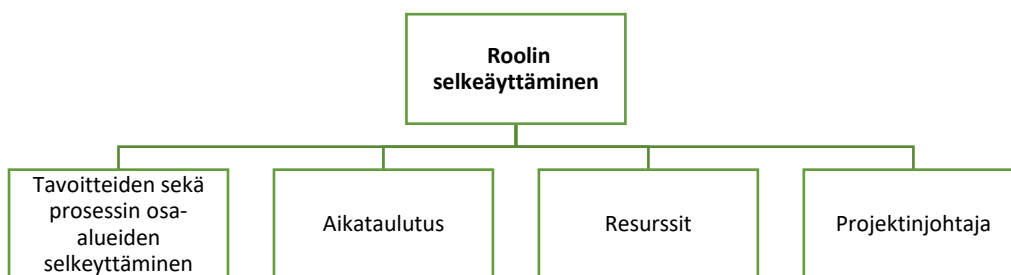 Roolin
selkeäyttäminen
Tavoitteiden sekä
prosessin osa-
alueiden
selkeyttäminen
Aikataulutus
Resurssit
Projektinjohtaja